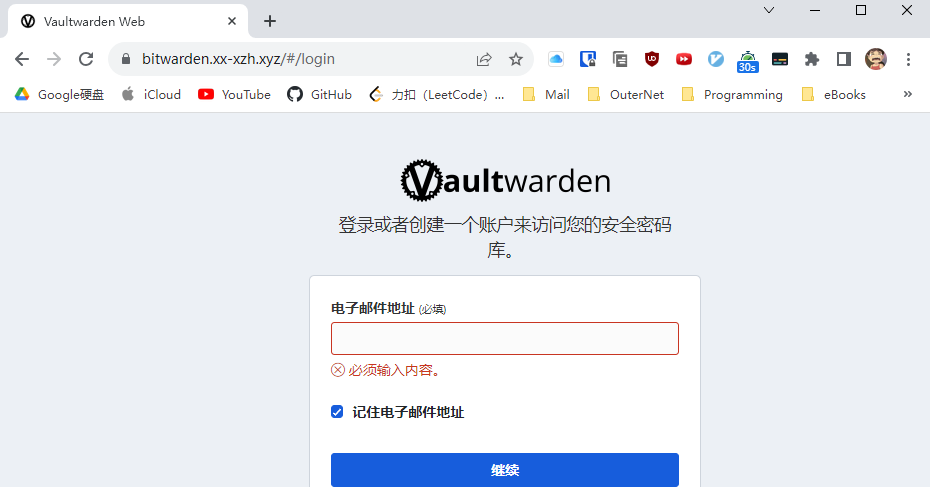 Vaultwarden Web
bitwarden.xx-xzh.xyz/#/login
30s
Google硬盘 iCloud YouTube GitHub 力扣（LeetCode）... Mail OuterNet Programming eBooks
Vaultwarden
登录或者创建一个账户来访问您的安全密码
库。
电子邮件地址 (必填)
必须输入内容。
记住电子邮件地址
继续